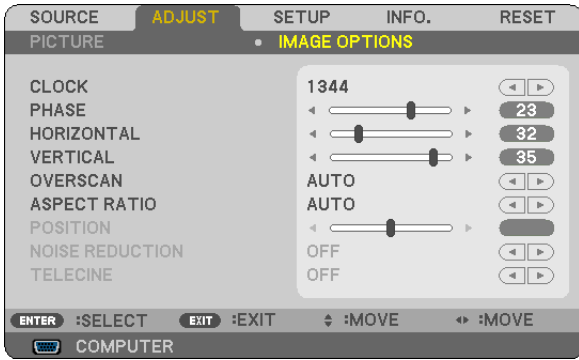 SOURCE ADJUST SETUP INFO. RESET
PICTURE • IMAGE OPTIONS
CLOCK 1344
PHASE 23
HORIZONTAL 32
VERTICAL 35
OVERSCAN AUTO
ASPECT RATIO AUTO
POSITION
NOISE REDUCTION OFF
TELECINE OFF
ENTER :SELECT EXIT :EXIT :MOVE :MOVE
COMPUTER